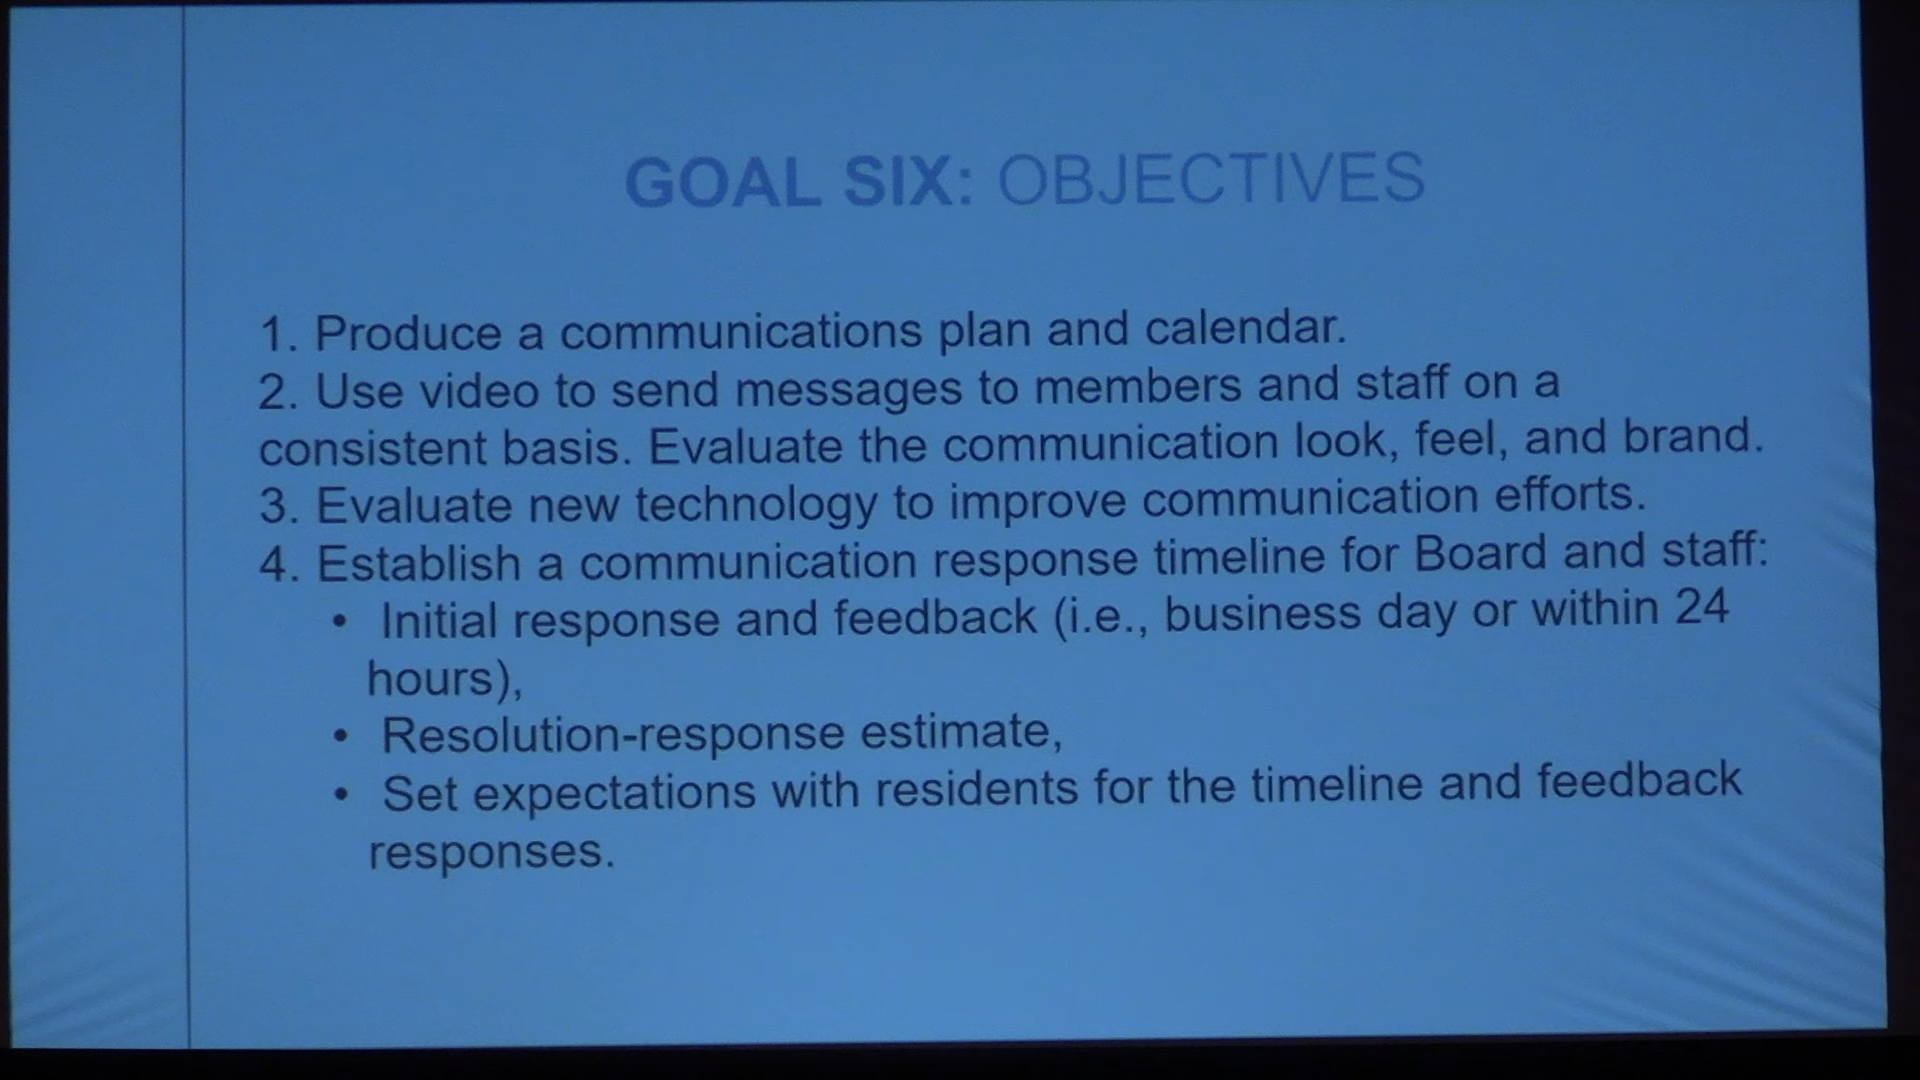 GOAL SIX: OBJECTIVES
1. Produce a communications plan and calendar.
2. Use video to send messages to members and staff on a
consistent basis. Evaluate the communication look, feel, and brand.
3. Evaluate new technology to improve communication efforts.
4. Establish a communication response timeline for Board and staff:
• Initial response and feedback (i.e., business day or within 24
hours),
• Resolution-response estimate,
• Set expectations with residents for the timeline and feedback
responses.